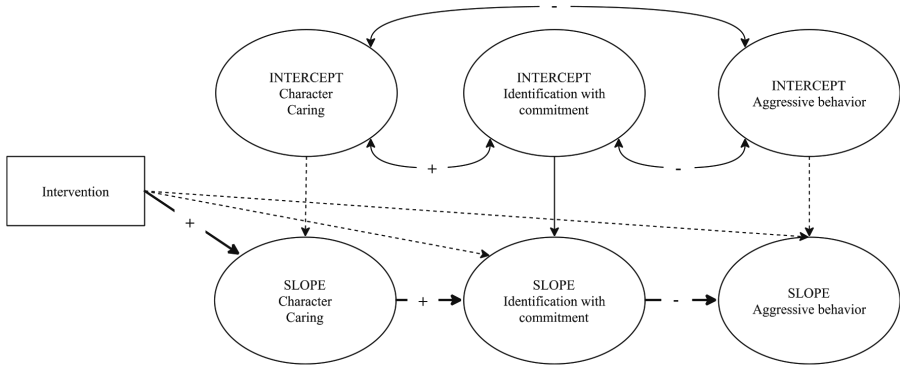 -
INTERCEPT
Character
Caring
INTERCEPT
Identification with
commitment
INTERCEPT
Aggressive behavior
+
-
Intervention
+
SLOPE
Character
Caring
+
SLOPE
Identification with
commitment
-
SLOPE
Aggressive behavior